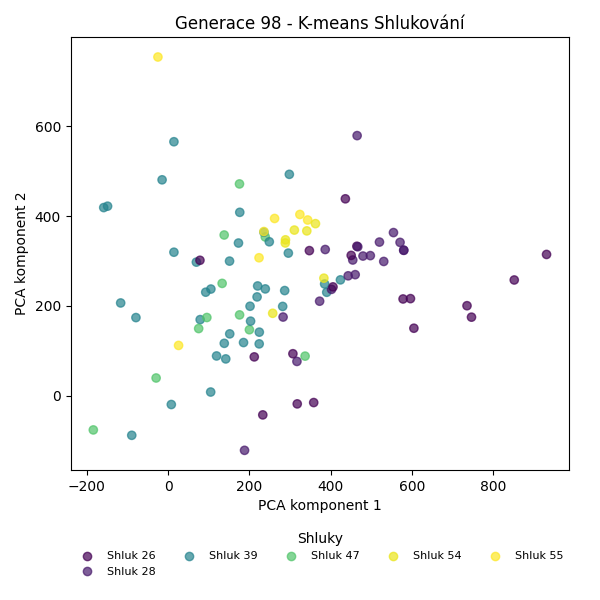 Generace 98 - K-means Shlukování
PCA komponent 2
600
400
200
0
−200 0 200 400 600 800
PCA komponent 1
Shluky
Shluk 26 Shluk 39 Shluk 47 Shluk 54 Shluk 55
Shluk 28